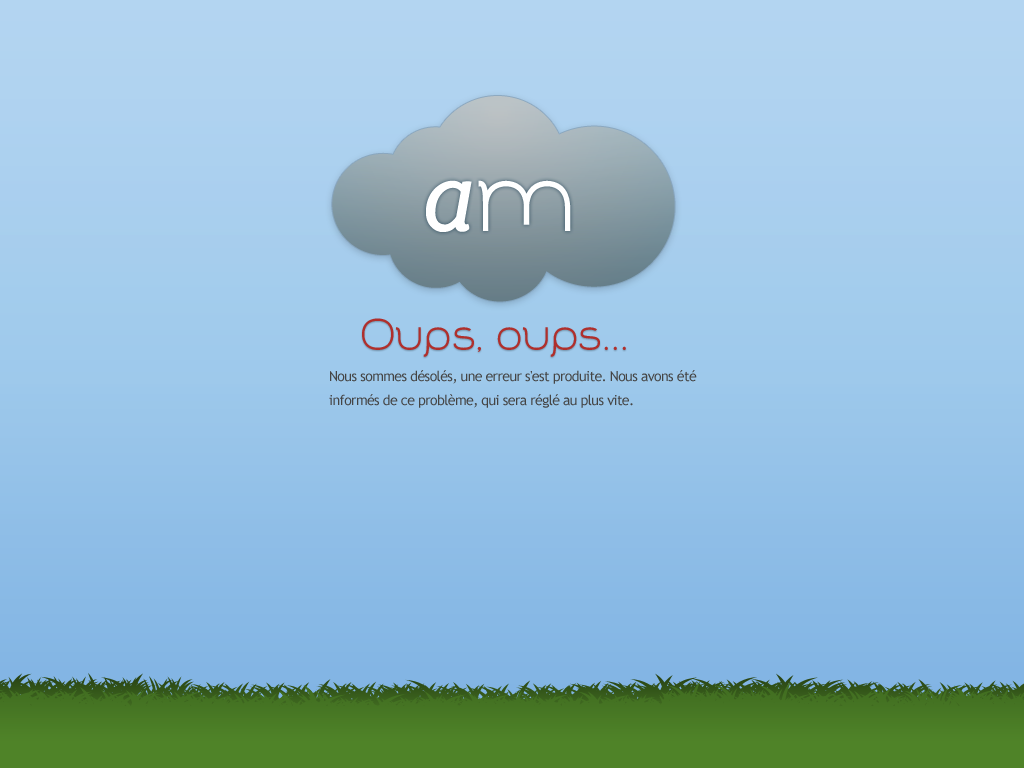 am
Oups, oups...
Nous sommes désolés, une erreur s'est produite. Nous avons été
informés de ce problème, qui sera réglé au plus vite.